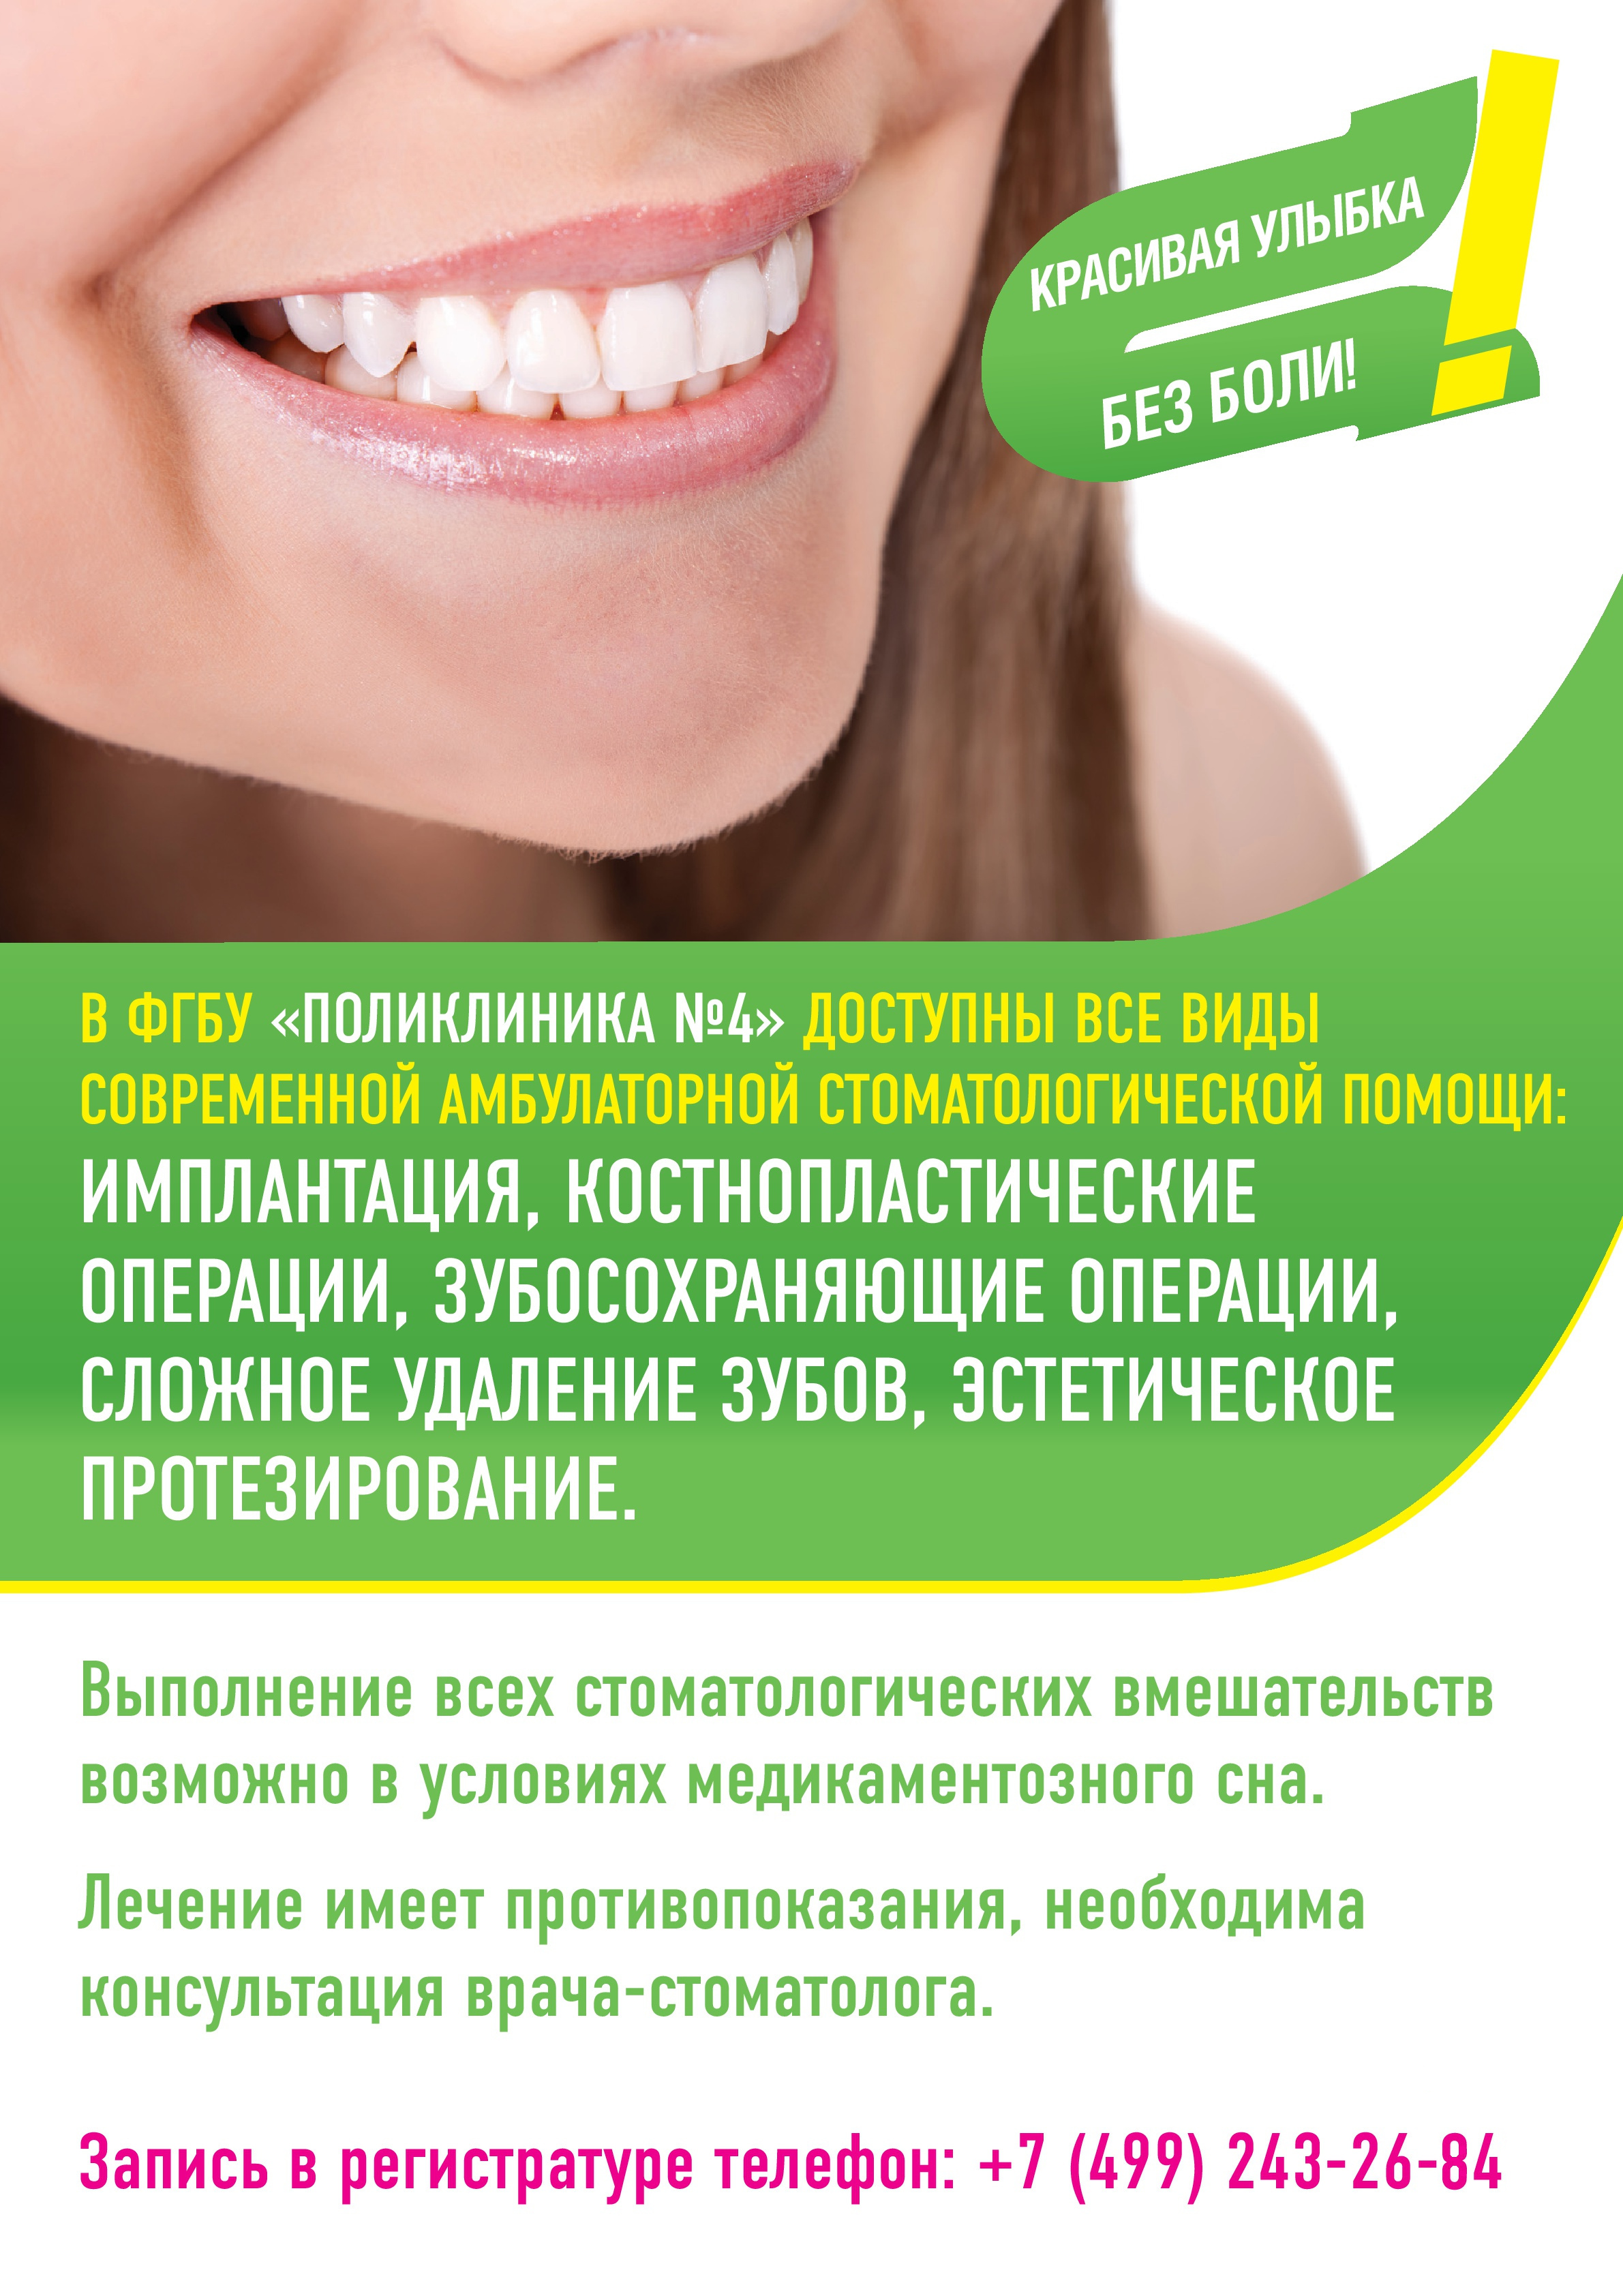 КРАСИВАЯ УЛЫБКА
БЕЗ БОЛИ!
В ФГБУ «ПОЛИКЛИНИКА №4» ДОСТУПНЫ ВСЕ ВИДЫ
СОВРЕМЕННОЙ АМБУЛАТОРНОЙ СТОМАТОЛОГИЧЕСКОЙ ПОМОЩИ:
ИМПЛАНТАЦИЯ, КОСТНОПЛАСТИЧЕСКИЕ
ОПЕРАЦИИ, ЗУБОСОХРАНЯЮЩИЕ ОПЕРАЦИИ,
СЛОЖНОЕ УДАЛЕНИЕ ЗУБОВ, ЭСТЕТИЧЕСКОЕ
ПРОТЕЗИРОВАНИЕ.
Выполнение всех стоматологических вмешательств
возможно в условиях медикаментозного сна.
Лечение имеет противопоказания, необходима
консультация врача-стоматолога.
Запись в регистратуре телефон: +7 (499) 243-26-84